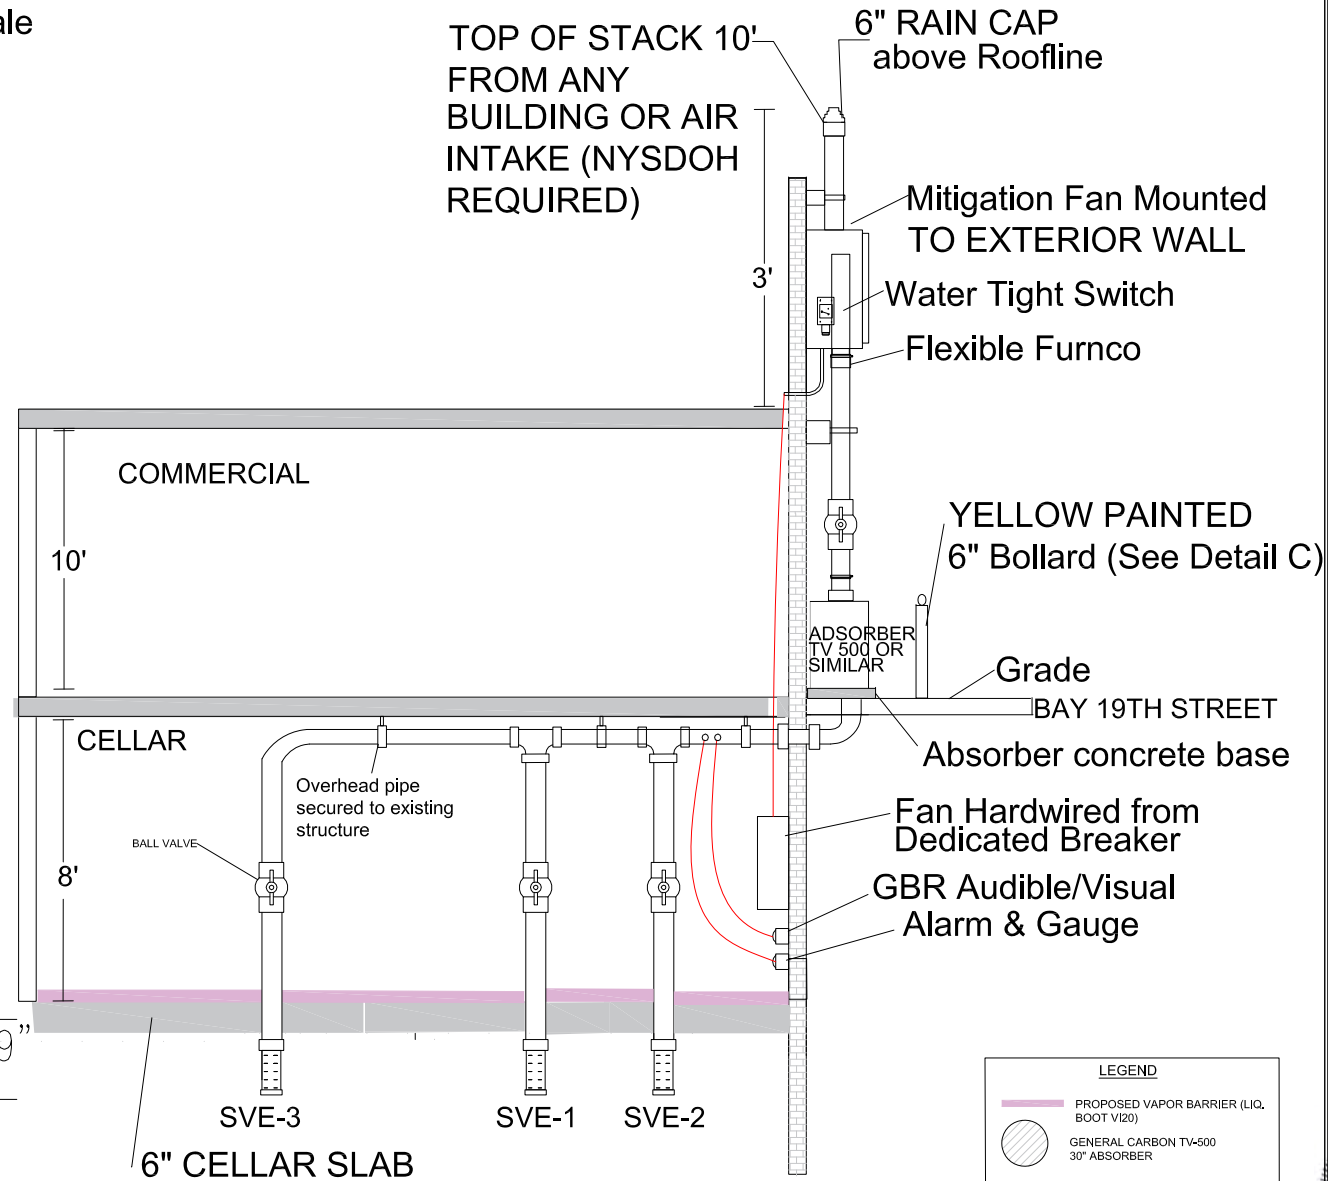 TOP OF STACK 10'
FROM ANY
BUILDING OR AIR
INTAKE (NYSDOH
REQUIRED)
6" RAIN CAP
above Roofline
Mitigation Fan Mounted
TO EXTERIOR WALL
3'
Water Tight Switch
Flexible Furnco
COMMERCIAL
10'
YELLOW PAINTED
6" Bollard (See Detail C)
ADSORBER
TV 500 OR
SIMILAR
Grade
BAY 19TH STREET
CELLAR
Absorber concrete base
Overhead pipe
secured to existing
structure
Fan Hardwired from
Dedicated Breaker
BALL VALVE
8'
GBR Audible/Visual
Alarm & Gauge
9"
SVE-3
SVE-1
SVE-2
6" CELLAR SLAB
LEGEND
PROPOSED VAPOR BARRIER (LIQ.
BOOT VI20)
GENERAL CARBON TV-500
30" ABSORBER